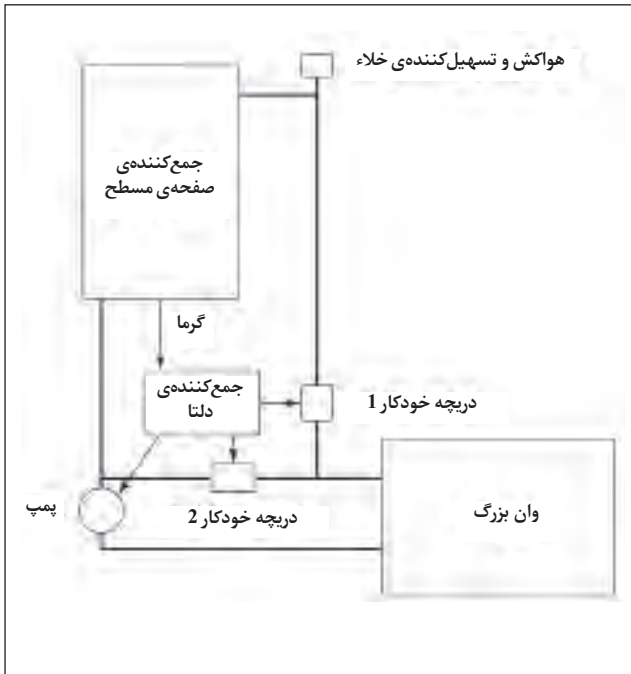 هواکش و تسهیل‌کننده‌ی خلاء
جمع‌کننده‌ی
صفحه‌ی مسطح
گرما
جمع‌کننده‌ی
دلتا
دریچه خودکار 1
وان بزرگ
دریچه خودکار 2
پمپ